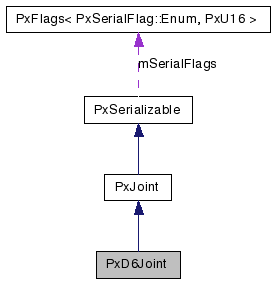 PxFlags< PxSerialFlag::Enum, PxU16 >
mSerialFlags
PxSerializable
PxJoint
PxD6Joint